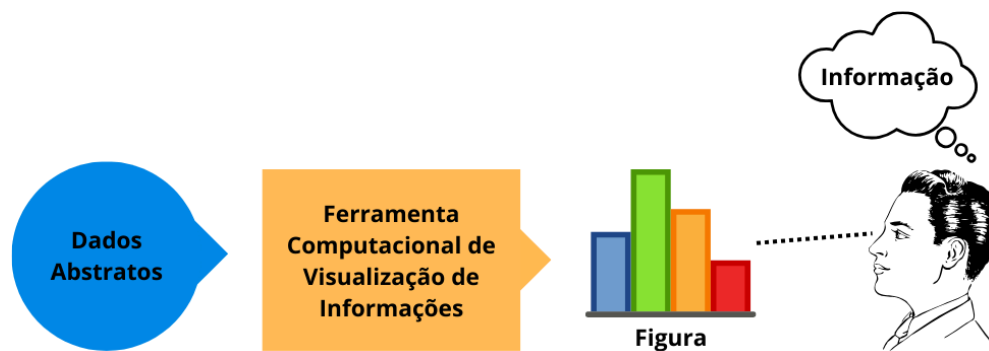 Informação
Dados
Abstratos
Ferramenta
Computacional de
Visualização de
Informações
Figura